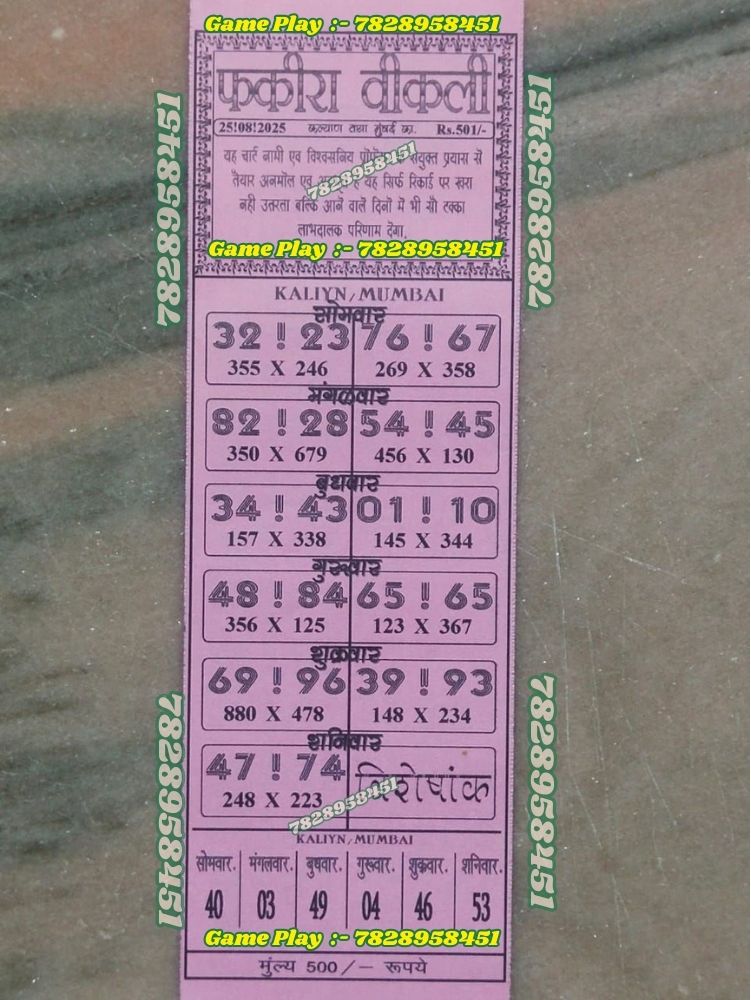 Game Play :- 7828958451
फकीरा वीकली
25!08!2025 कल्याण तथा मुंबई का. Rs.501/-
यह चार्ट नामी एव विश्वसनिय संयुक्त प्रयास से
तैयार अनमोल एव यह सिर्फ रिकार्ड पर खरा
7828958451
नही उतरता बल्कि आने वाले दिनो में भी सौ टक्का
लाभदालक परिणाम देगा.
Game Play :- 7828958451
7828958451
7828958451
KALIYN, MUMBAI
सोमवार
32 ! 23 76 ! 67
355 X 246 269 X 358
मंगळवार
82 ! 28 54 ! 45
350 X 679 456 X 130
बुधवार
34 ! 43 01 ! 10
157 X 338 145 X 344
गुरूवार
48 ! 84 65 ! 65
356 X 125 123 X 367
शुक्रवार
69 ! 96 39 ! 93
880 X 478 148 X 234
शनिवार
47 ! 74 विशेषांक
248 X 223
7828958451
7828958451
7828958451
KALIYN, MUMBAI
सोमवार. मंगलवार. बुधवार. गुरूवार. शुक्रवार. शनिवार.
40 03 49 04 46 53
Game Play :- 7828958451
मुंल्य 500/- रूपये